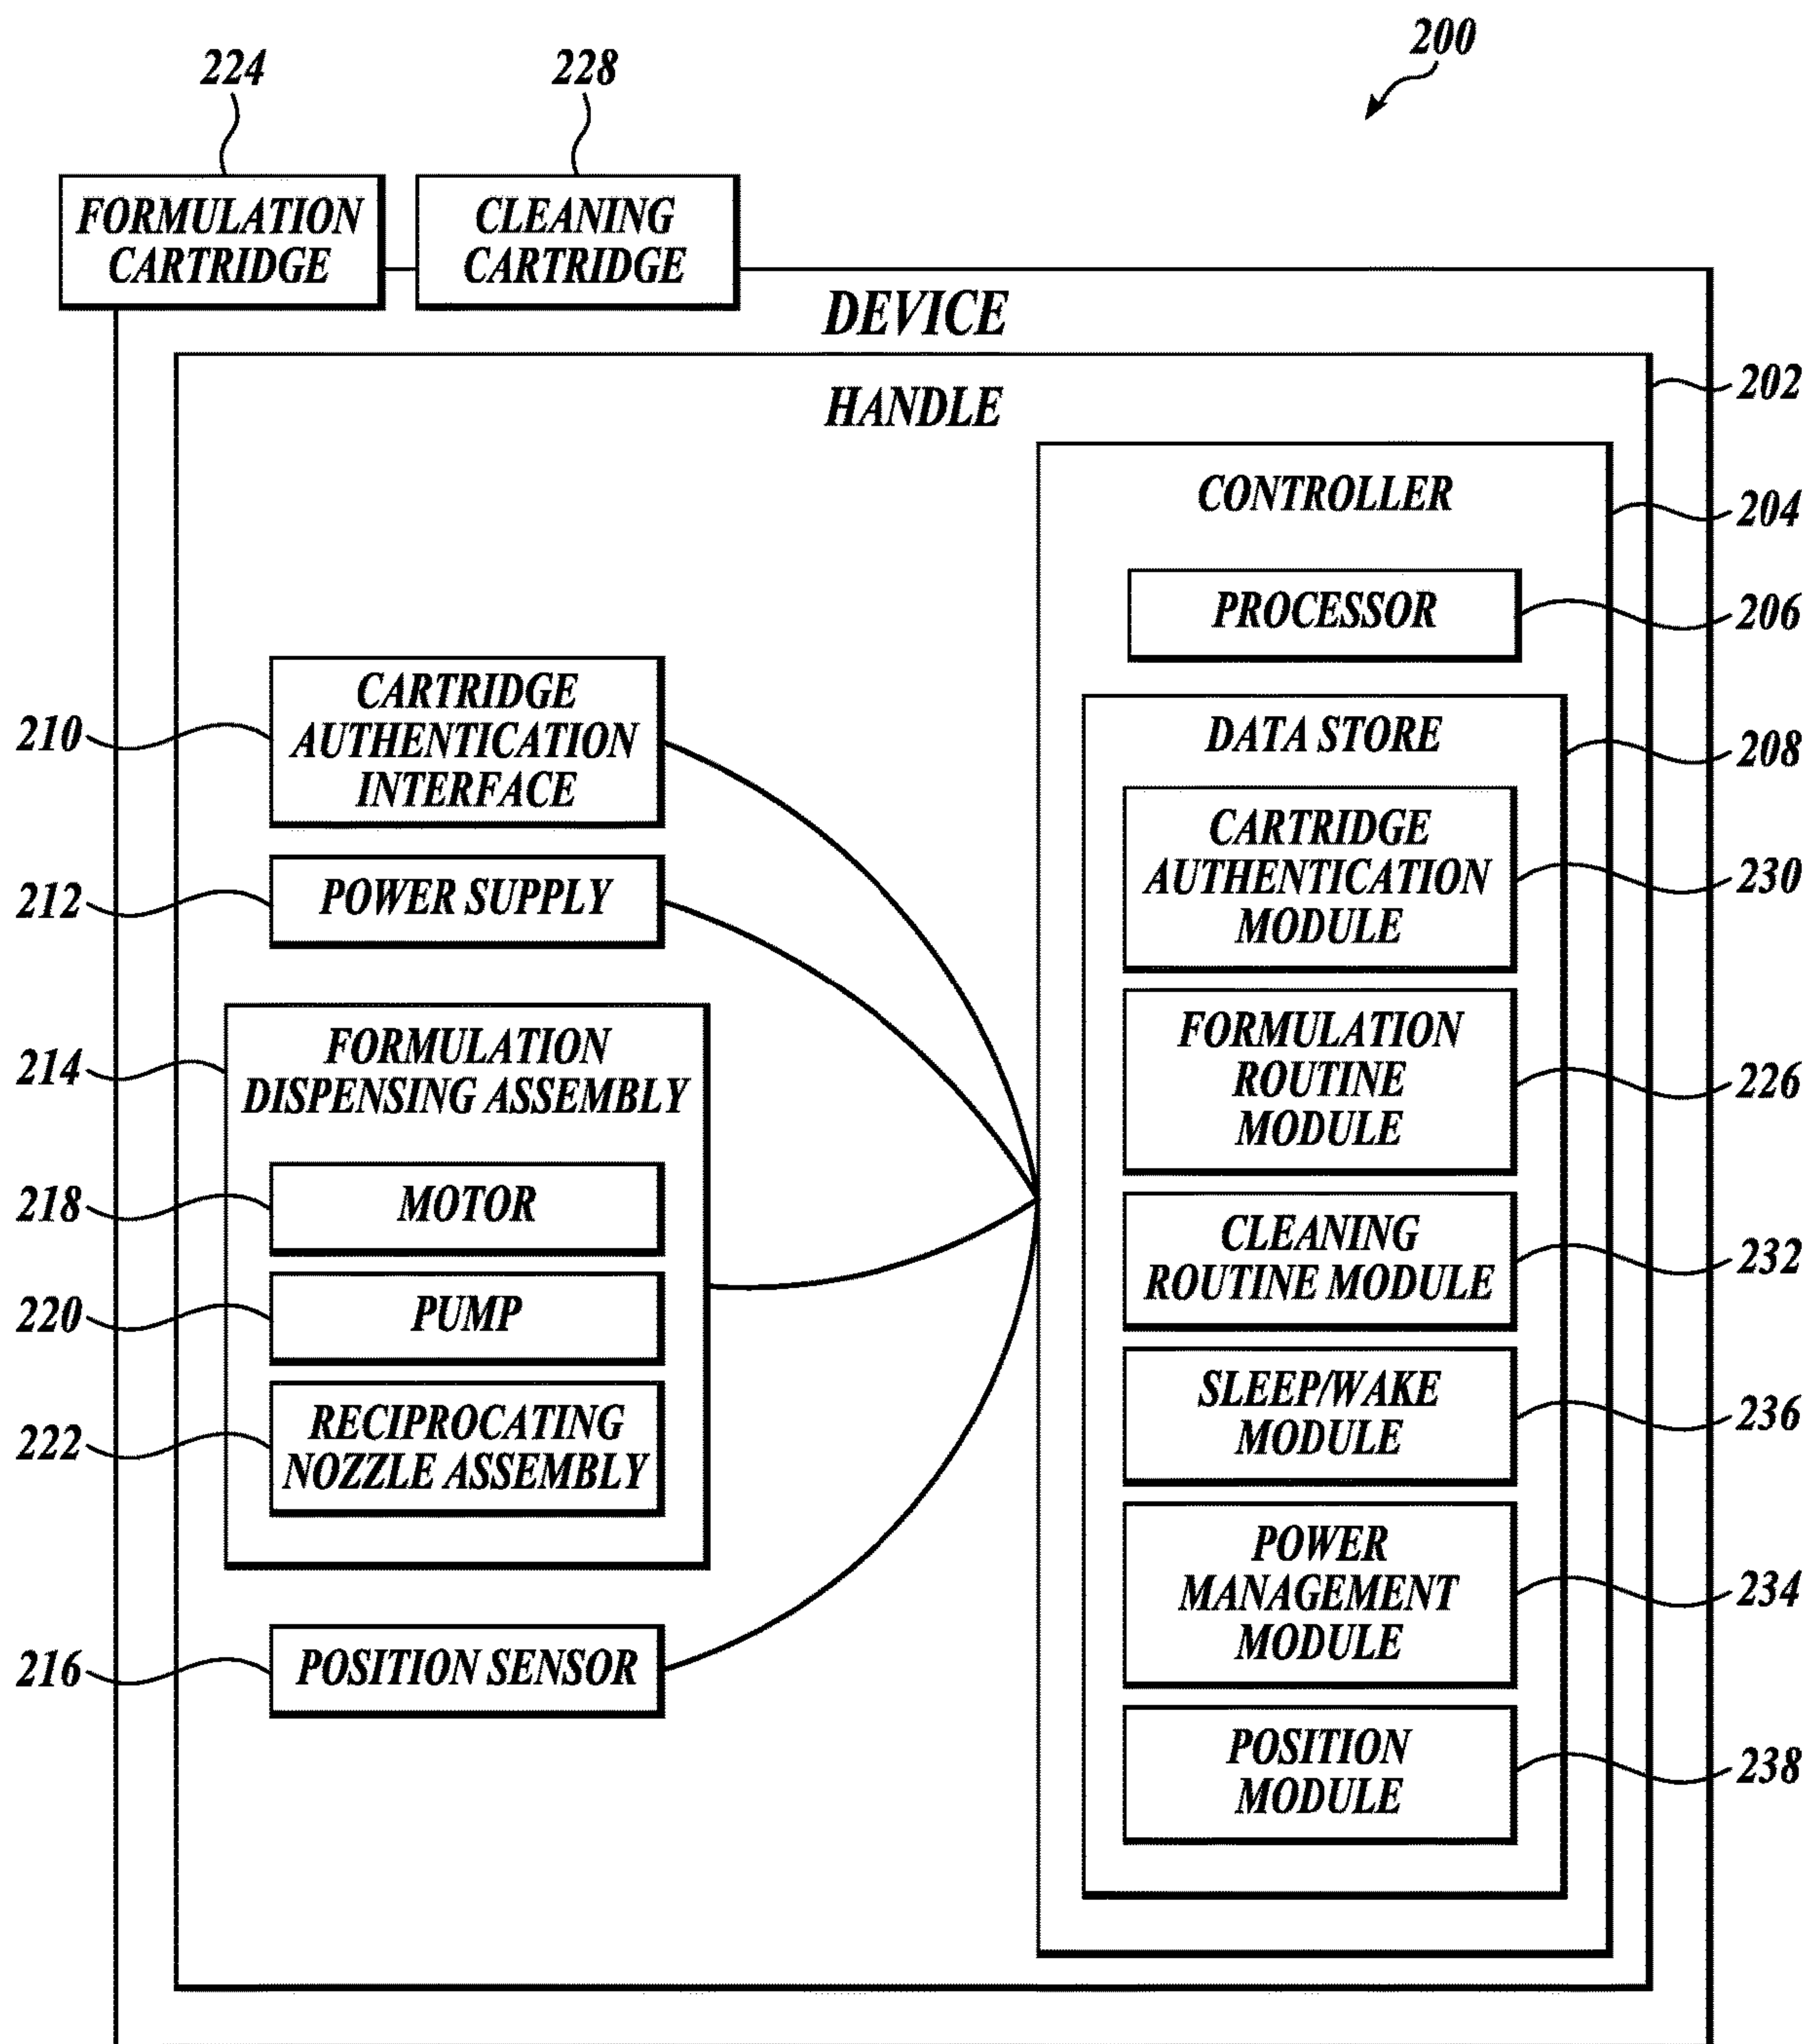 200
224
228
FORMULATION
CARTRIDGE
CLEANING
CARTRIDGE
DEVICE
HANDLE
202
CONTROLLER
204
PROCESSOR
206
DATA STORE
208
CARTRIDGE
AUTHENTICATION
MODULE
230
FORMULATION
ROUTINE
MODULE
226
CLEANING
ROUTINE MODULE
232
SLEEP/WAKE
MODULE
236
POWER
MANAGEMENT
MODULE
234
POSITION
MODULE
238
210
CARTRIDGE
AUTHENTICATION
INTERFACE
212
POWER SUPPLY
214
FORMULATION
DISPENSING ASSEMBLY
218
MOTOR
220
PUMP
222
RECIPROCATING
NOZZLE ASSEMBLY
216
POSITION SENSOR